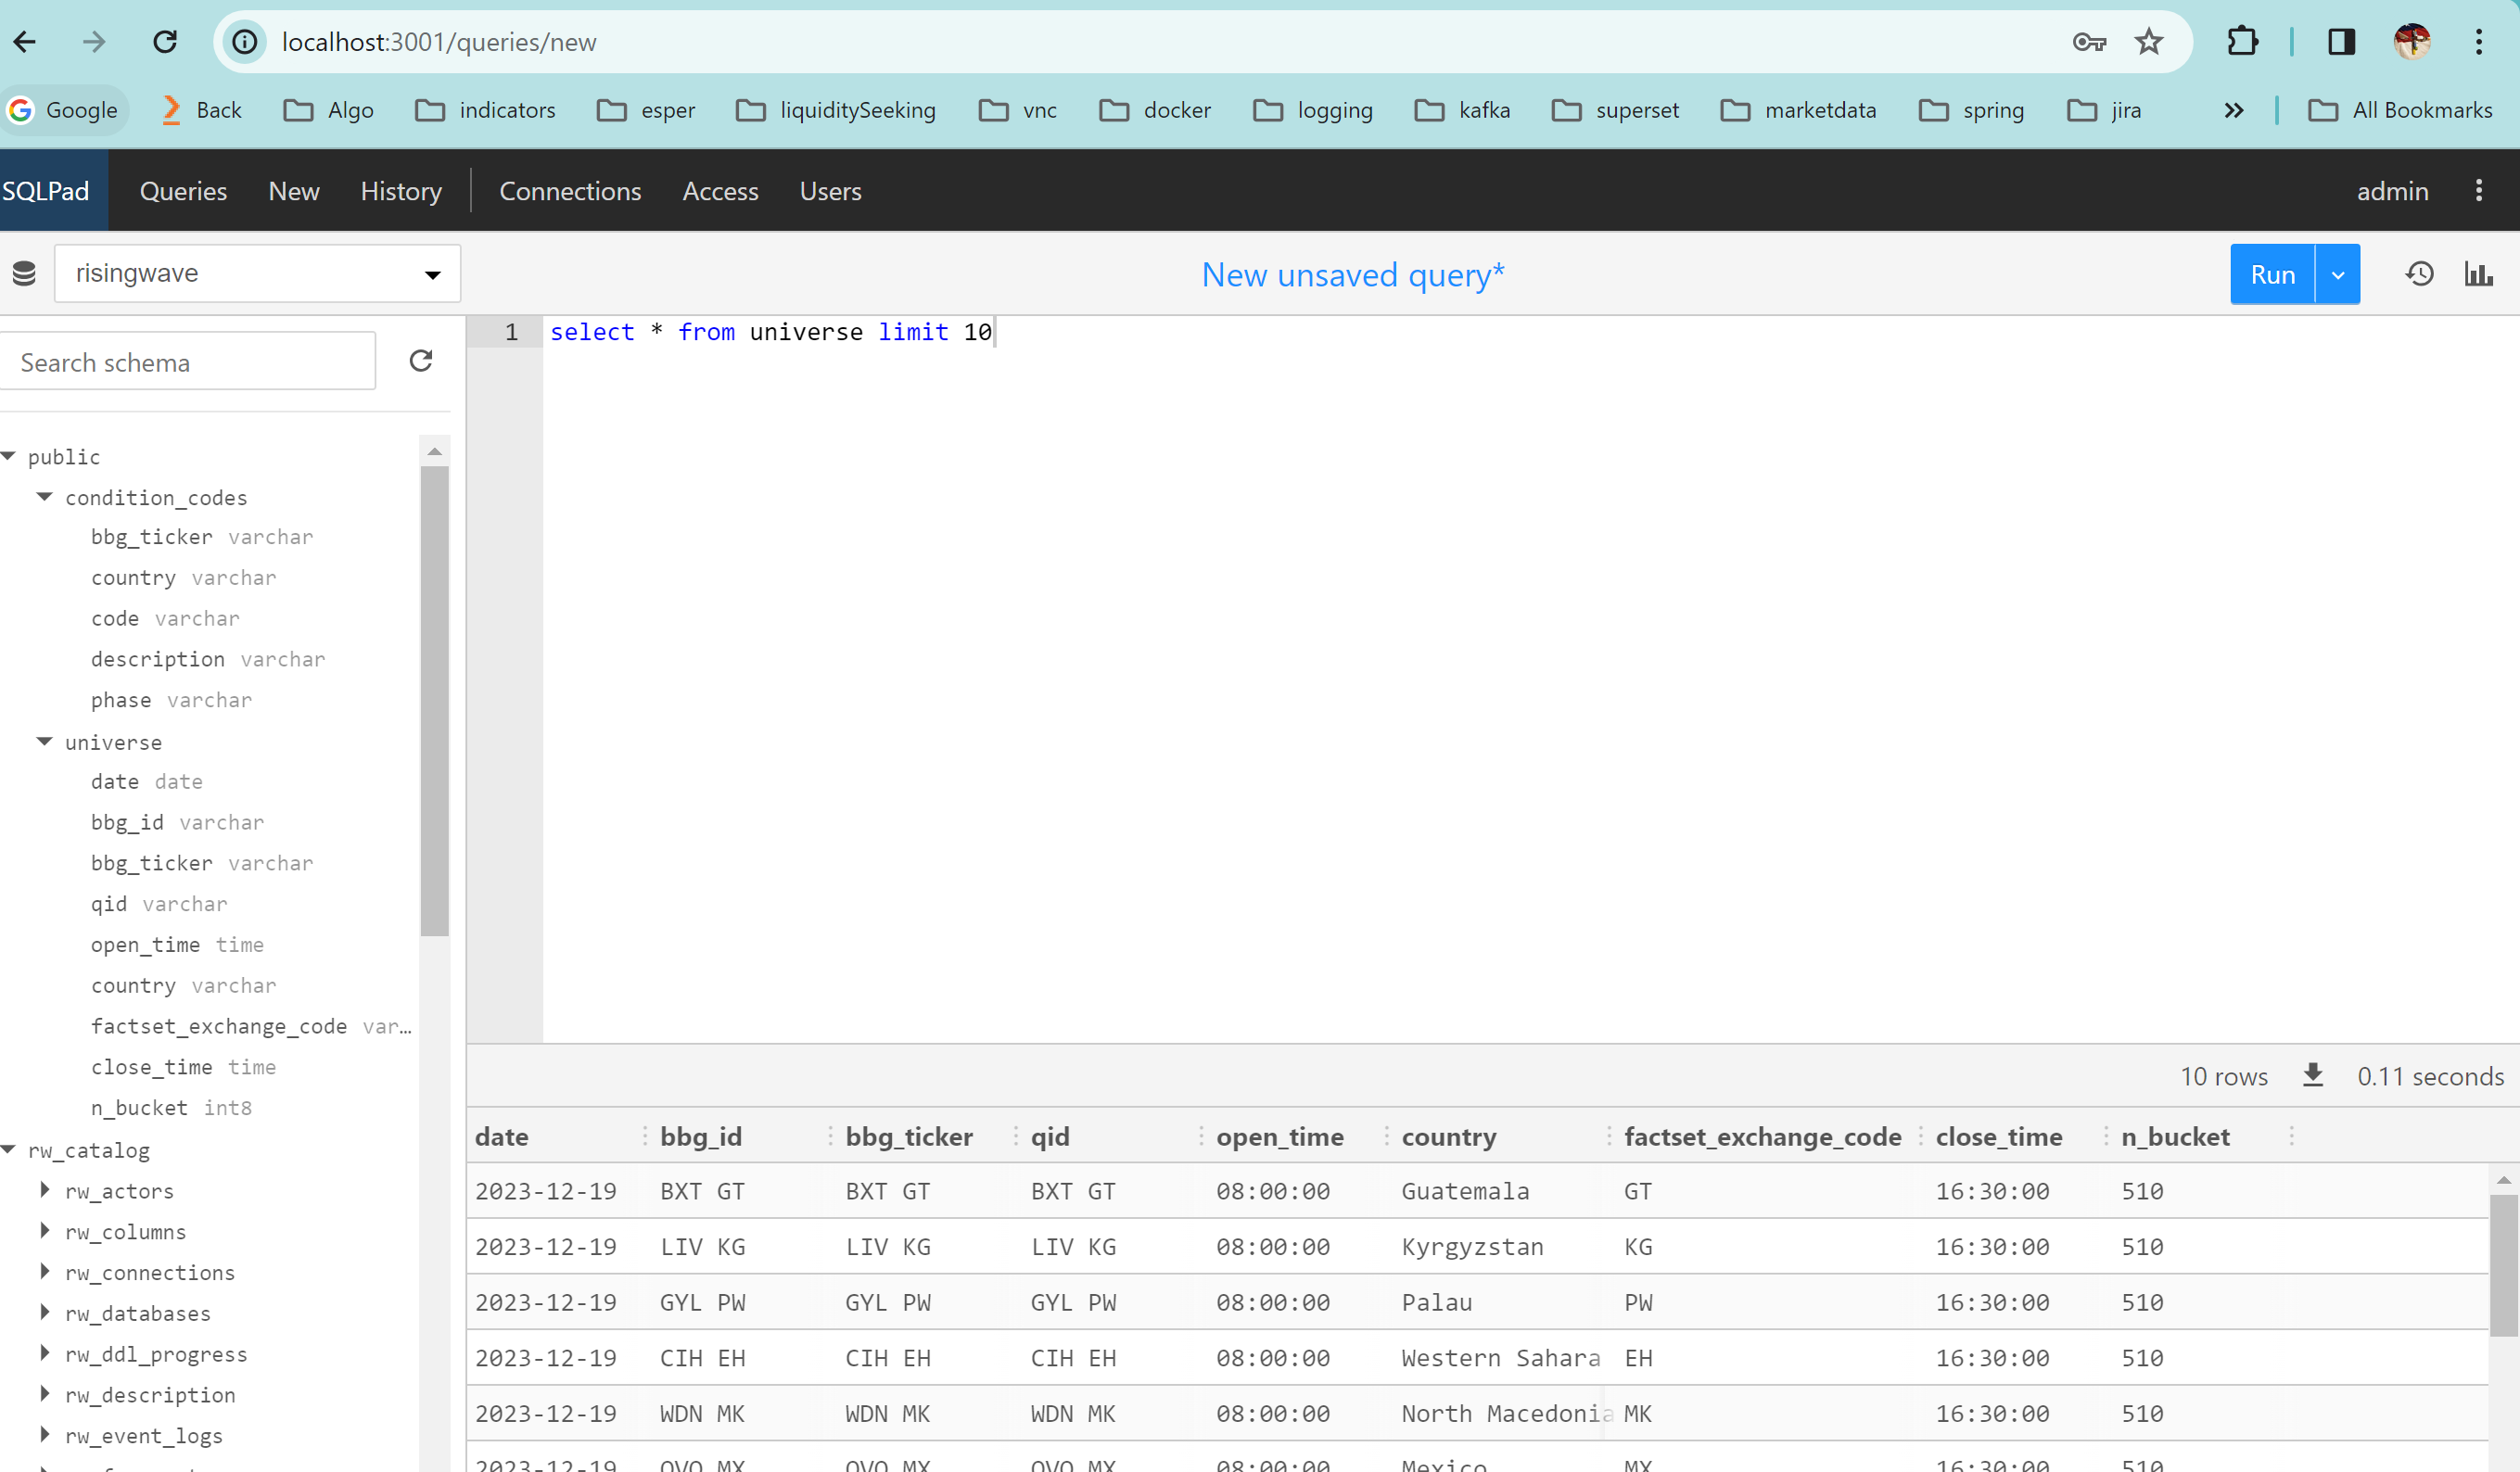 localhost:3001/queries/new
Google Back Algo indicators esper liquiditySeeking vnc docker logging kafka superset marketdata spring jira All Bookmarks
SQLPad Queries New History Connections Access Users admin
risingwave New unsaved query* Run
Search schema
1 select * from universe limit 10
public
condition_codes
bbg_ticker varchar
country varchar
code varchar
description varchar
phase varchar
universe
date date
bbg_id varchar
bbg_ticker varchar
qid varchar
open_time time
country varchar
factset_exchange_code var…
close_time time
n_bucket int8
rw_catalog
rw_actors
rw_columns
rw_connections
rw_databases
rw_ddl_progress
rw_description
rw_event_logs
10 rows 0.11 seconds
date bbg_id bbg_ticker qid open_time country factset_exchange_code close_time n_bucket
2023-12-19 BXT GT BXT GT BXT GT 08:00:00 Guatemala GT 16:30:00 510
2023-12-19 LIV KG LIV KG LIV KG 08:00:00 Kyrgyzstan KG 16:30:00 510
2023-12-19 GYL PW GYL PW GYL PW 08:00:00 Palau PW 16:30:00 510
2023-12-19 CIH EH CIH EH CIH EH 08:00:00 Western Sahara EH 16:30:00 510
2023-12-19 WDN MK WDN MK WDN MK 08:00:00 North Macedonia MK 16:30:00 510
2023-12-19 MX MX MX 08:00:00 Mexico MX 16:30:00 510